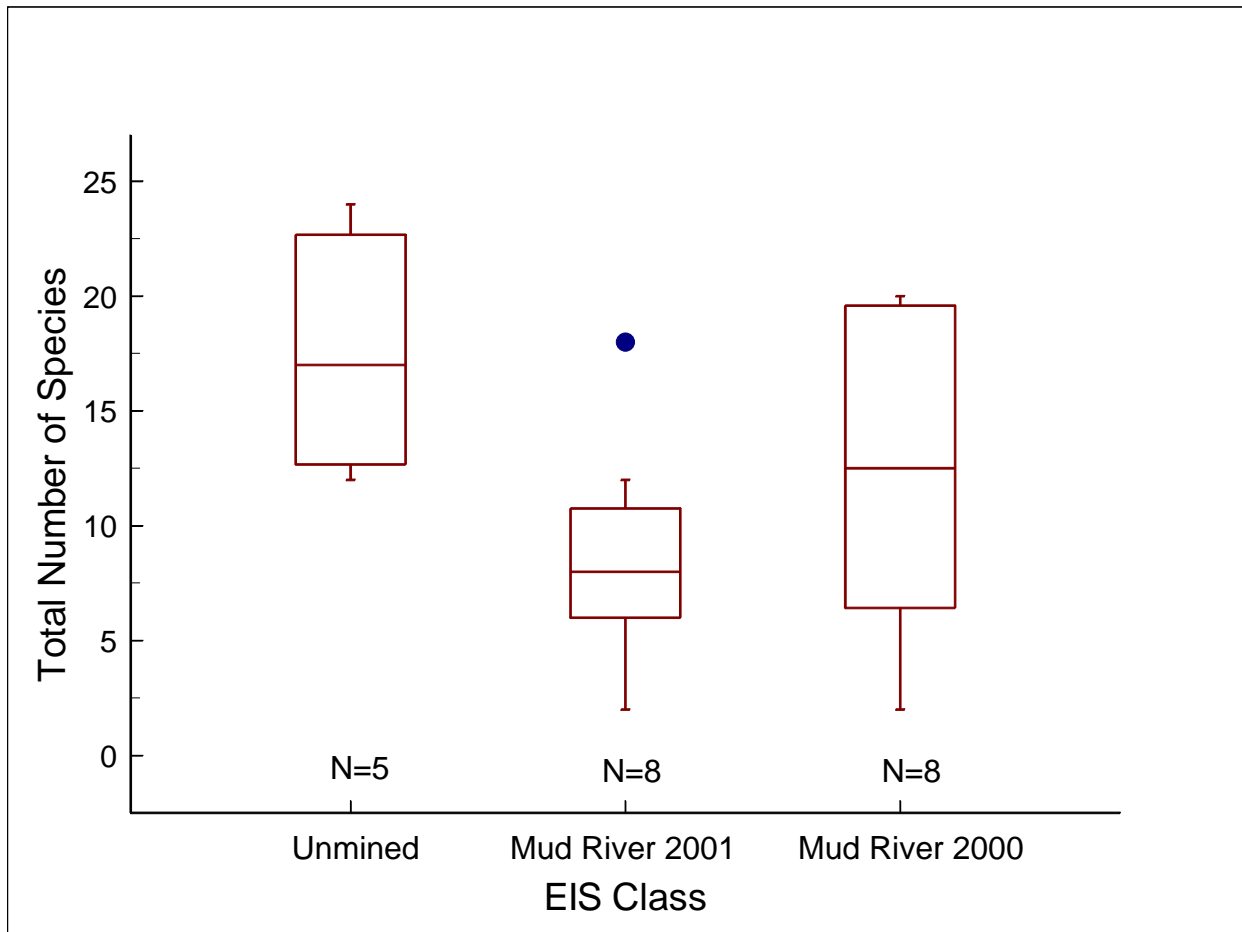 Total Number of Species
25
20
15
10
5
0
N=5 N=8 N=8
Unmined Mud River 2001 Mud River 2000
EIS Class